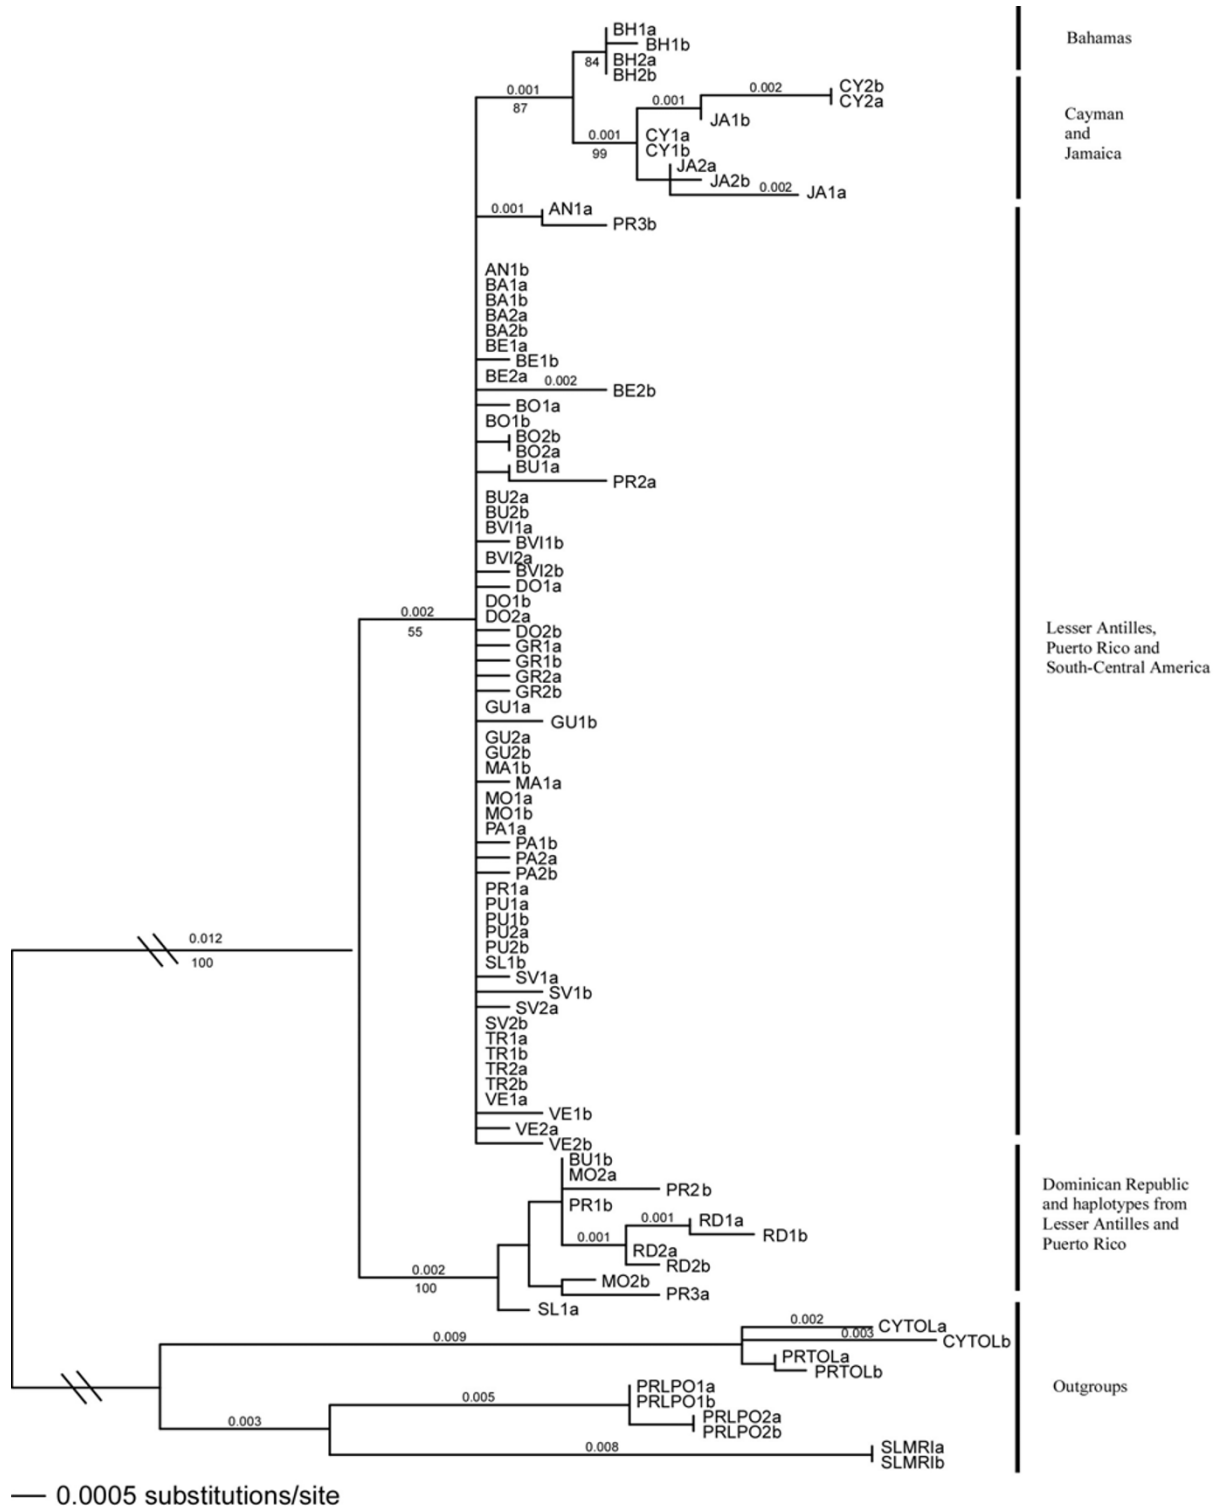 BH1a
BH1b
84
BH2a
BH2b
Bahamas
0.001
87
0.002
CY2b
CY2a
0.001
JA1b
0.001
99
CY1a
CY1b
JA2a
JA2b
0.002
JA1a
Cayman
and
Jamaica
0.001
AN1a
PR3b
AN1b
BA1a
BA1b
BA2a
BA2b
BE1a
BE1b
BE2a
0.002
BE2b
BO1a
BO1b
BO2b
BO2a
BU1a
PR2a
BU2a
BU2b
BVI1a
BVI1b
BVI2a
BVI2b
DO1a
DO1b
DO2a
0.002
55
DO2b
GR1a
GR1b
GR2a
GR2b
GU1a
GU1b
GU2a
GU2b
MA1b
MA1a
MO1a
MO1b
PA1a
PA1b
PA2a
PA2b
PR1a
PU1a
PU1b
PU2a
PU2b
SL1b
SV1a
SV1b
SV2a
SV2b
TR1a
TR1b
TR2a
TR2b
VE1a
VE1b
VE2a
VE2b
Lesser Antilles,
Puerto Rico and
South-Central America
0.012
100
BU1b
MO2a
PR2b
PR1b
0.001
RD1a
RD1b
0.001
RD2a
RD2b
0.002
100
MO2b
PR3a
SL1a
Dominican Republic
and haplotypes from
Lesser Antilles and
Puerto Rico
0.009
0.002
CYTOLa
0.003
CYTOLb
PRTOLa
PRTOLb
0.003
0.005
PRLPO1a
PRLPO1b
PRLPO2a
PRLPO2b
0.008
SLMRIa
SLMRIb
Outgroups
0.0005 substitutions/site